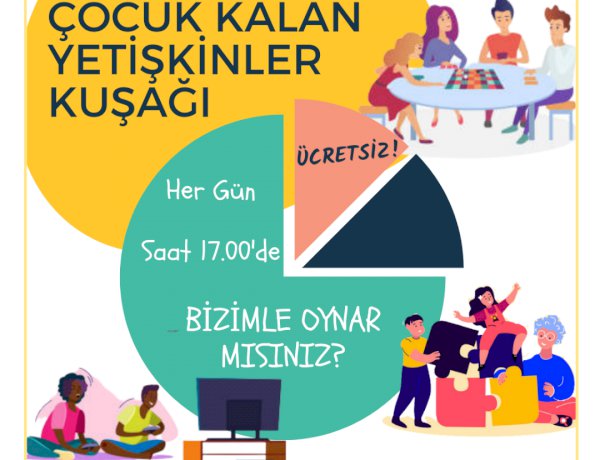 ÇOCUK KALAN
YETİŞKİNLER
KUŞAĞI
ÜCRETSİZ!
Her Gün
Saat 17.00'de
BİZİMLE OYNAR
MISINIZ?